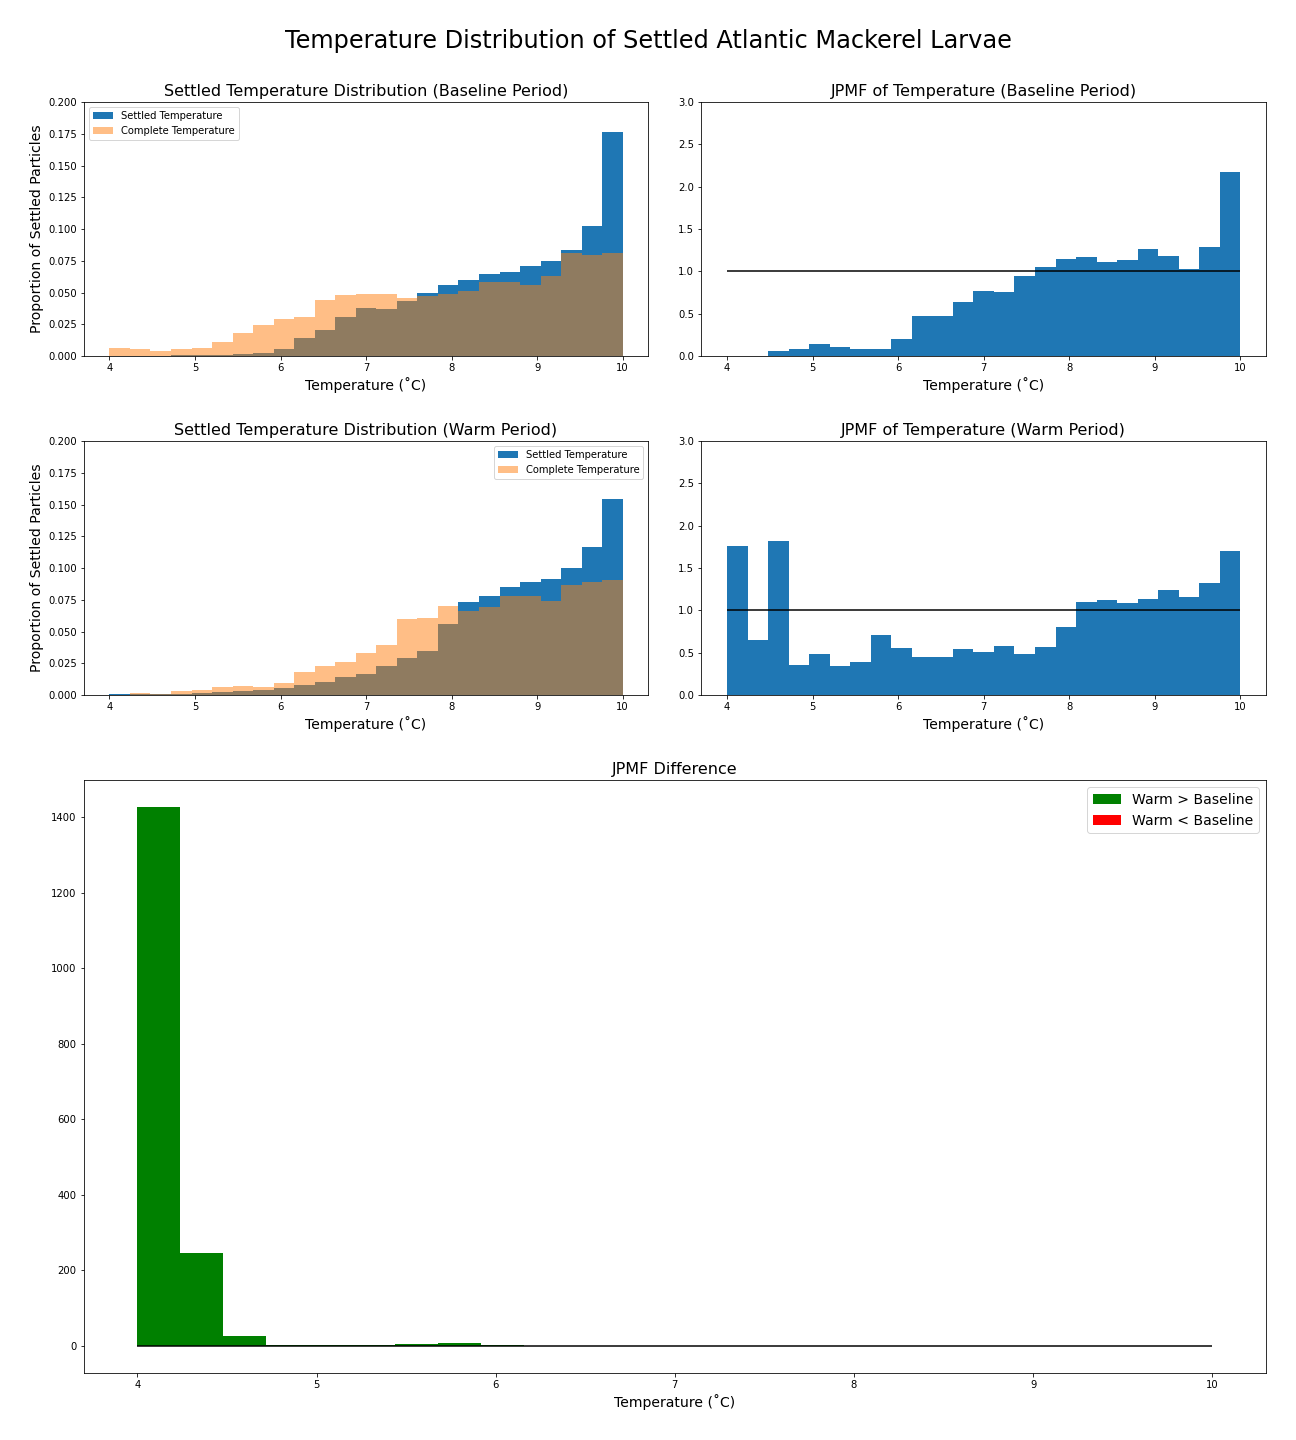 Temperature Distribution of Settled Atlantic Mackerel Larvae
Settled Temperature Distribution (Baseline Period)
Proportion of Settled Particles
0.200
0.175
0.150
0.125
0.100
0.075
0.050
0.025
0.000
Settled Temperature
Complete Temperature
4 5 6 7 8 9 10
Temperature (˚C)
JPMF of Temperature (Baseline Period)
3.0
2.5
2.0
1.5
1.0
0.5
0.0
4 5 6 7 8 9 10
Temperature (˚C)
Settled Temperature Distribution (Warm Period)
Proportion of Settled Particles
0.200
0.175
0.150
0.125
0.100
0.075
0.050
0.025
0.000
Settled Temperature
Complete Temperature
4 5 6 7 8 9 10
Temperature (˚C)
JPMF of Temperature (Warm Period)
3.0
2.5
2.0
1.5
1.0
0.5
0.0
4 5 6 7 8 9 10
Temperature (˚C)
JPMF Difference
1400
1200
1000
800
600
400
200
0
Warm > Baseline
Warm < Baseline
4 5 6 7 8 9 10
Temperature (˚C)